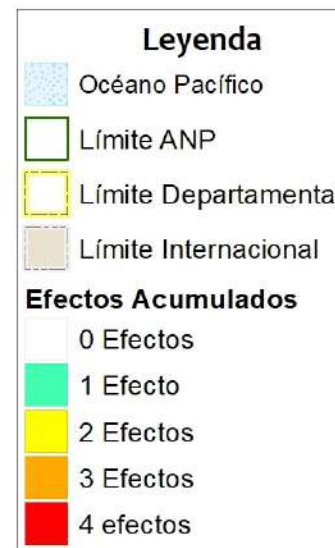 Leyenda
Océano Pacífico
Límite ANP
Límite Departamenta
Límite Internacional
Efectos Acumulados
0 Efectos
1 Efecto
2 Efectos
3 Efectos
4 efectos